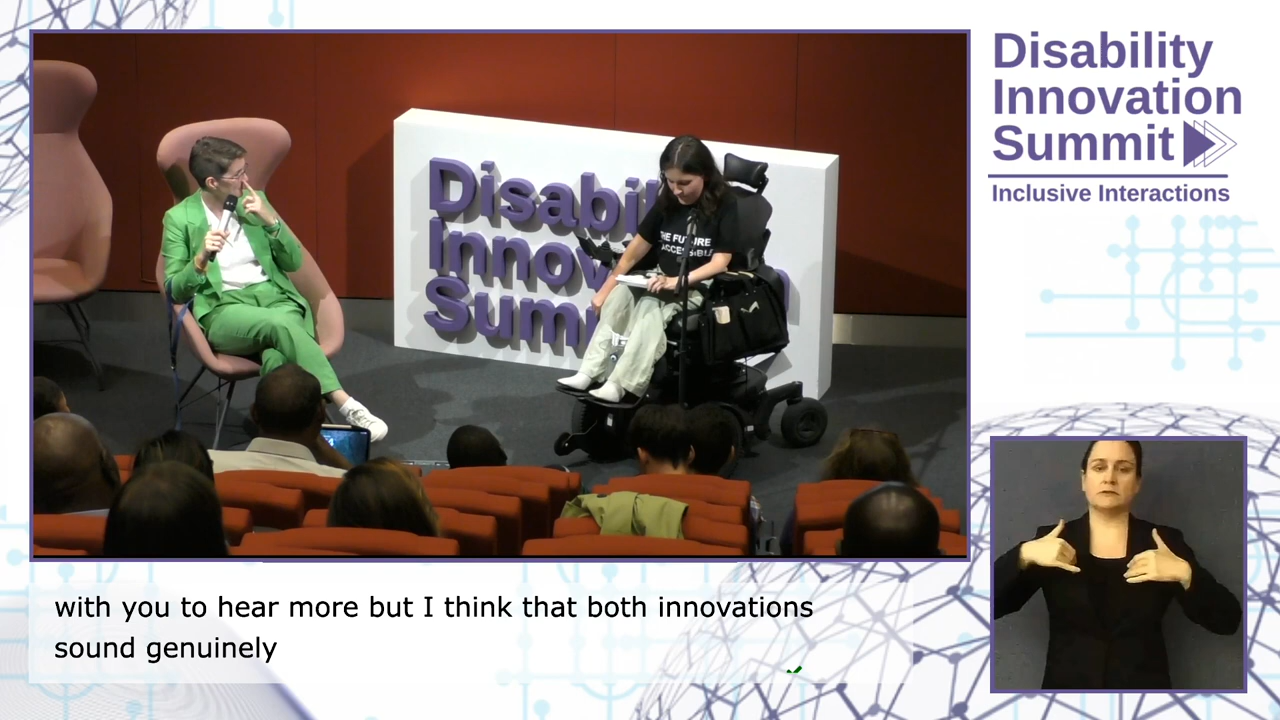 Disability
Innovation
Summit
Inclusive Interactions
Disabil
Innov
Sum
THE FUTURE
ACCESSIBLE
with you to hear more but I think that both innovations
sound genuinely